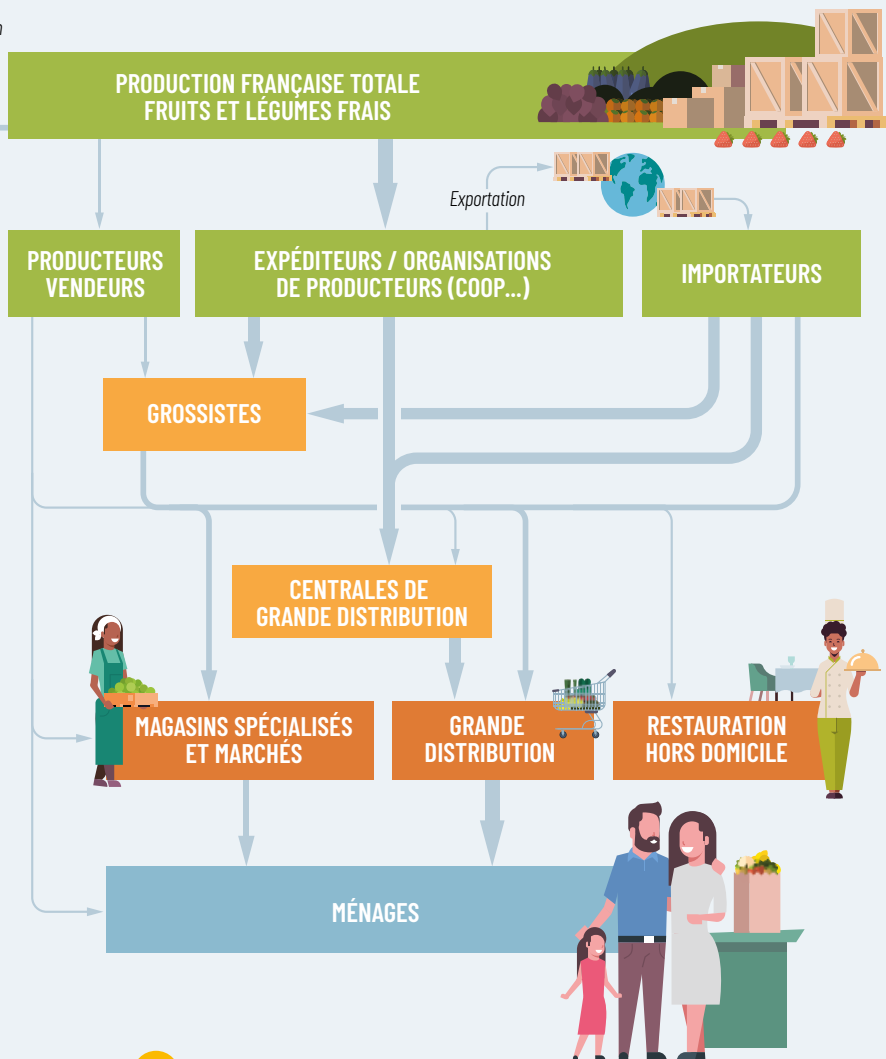 PRODUCTION FRANÇAISE TOTALE
FRUITS ET LÉGUMES FRAIS
Exportation
PRODUCTEURS
VENDEURS
EXPÉDITEURS / ORGANISATIONS
DE PRODUCTEURS (COOP...)
IMPORTATEURS
GROSSISTES
CENTRALES DE
GRANDE DISTRIBUTION
MAGASINS SPÉCIALISÉS
ET MARCHÉS
GRANDE
DISTRIBUTION
RESTAURATION
HORS DOMICILE
MÉNAGES